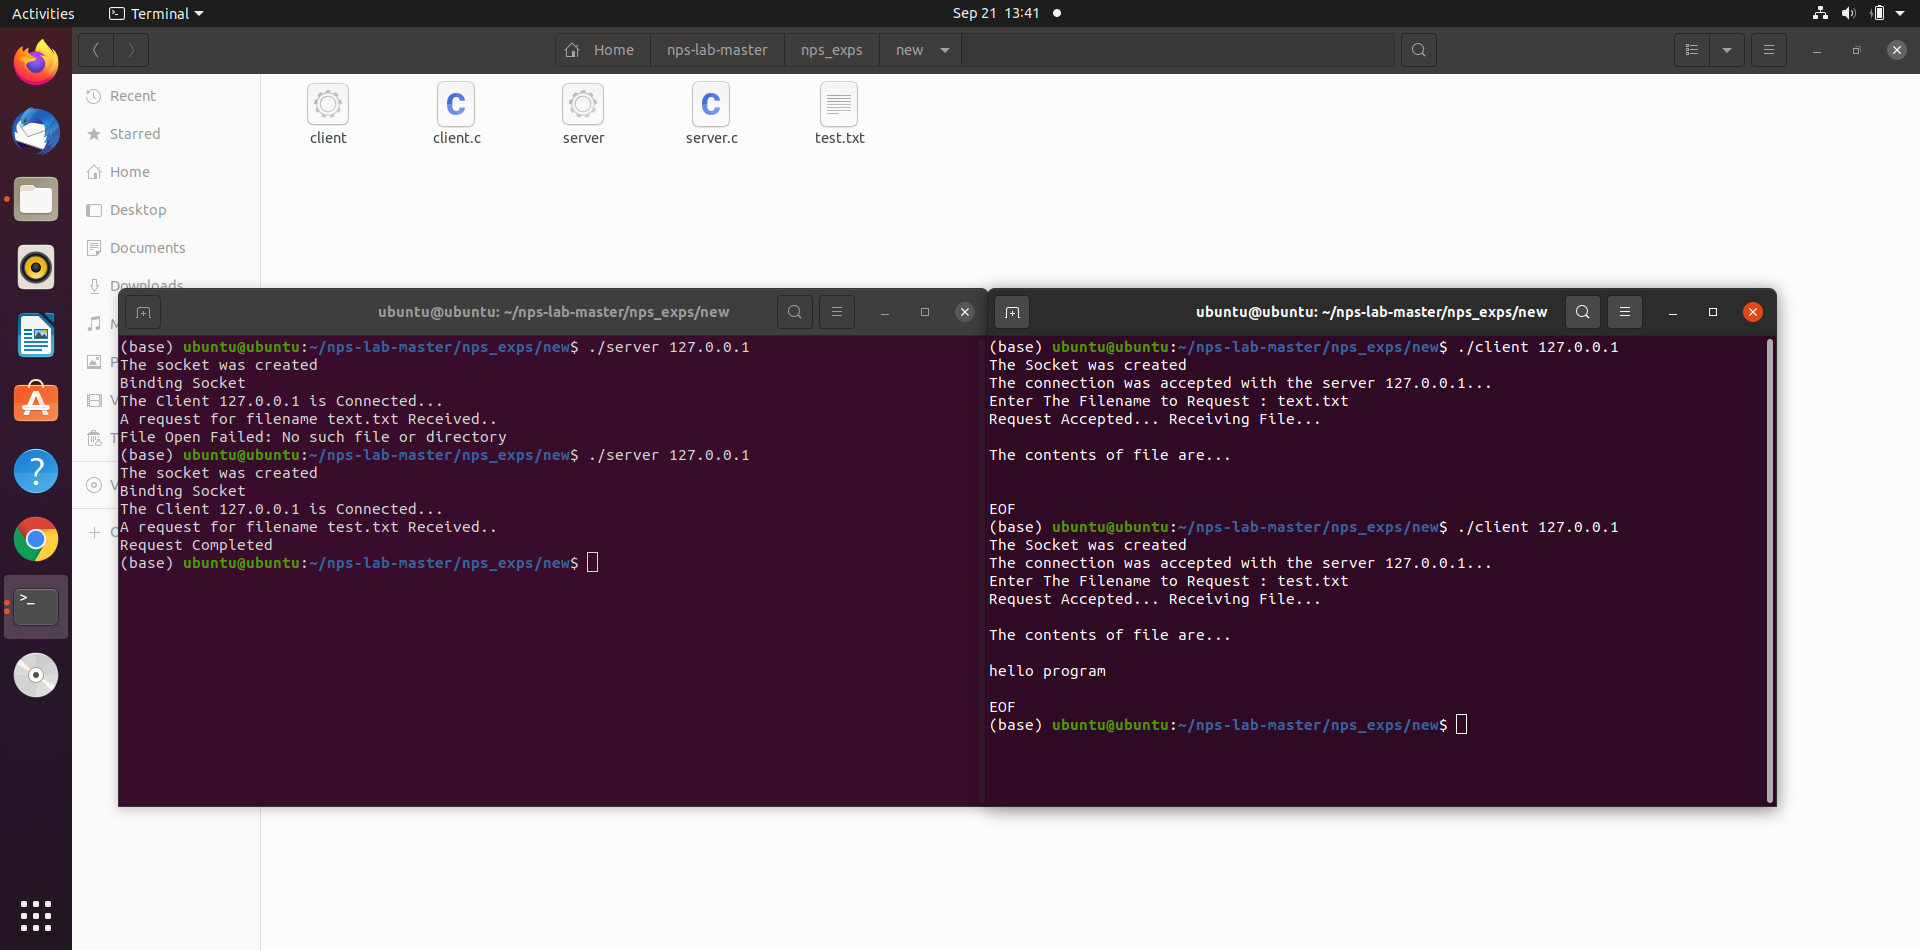 Activities
Terminal
Sep 21 13:41
Home
nps-lab-master
nps_exps
new
Recent
Starred
Home
Desktop
Documents
Downloads
M
P
V
T
V
client
client.c
server
server.c
test.txt
ubuntu@ubuntu: ~/nps-lab-master/nps_exps/new
(base) ubuntu@ubuntu:~/nps-lab-master/nps_exps/new$ ./server 127.0.0.1
The socket was created
Binding Socket
The Client 127.0.0.1 is Connected...
A request for filename text.txt Received..
File Open Failed: No such file or directory
(base) ubuntu@ubuntu:~/nps-lab-master/nps_exps/new$ ./server 127.0.0.1
The socket was created
Binding Socket
The Client 127.0.0.1 is Connected...
A request for filename test.txt Received..
Request Completed
(base) ubuntu@ubuntu:~/nps-lab-master/nps_exps/new$
ubuntu@ubuntu: ~/nps-lab-master/nps_exps/new
(base) ubuntu@ubuntu:~/nps-lab-master/nps_exps/new$ ./client 127.0.0.1
The Socket was created
The connection was accepted with the server 127.0.0.1...
Enter The Filename to Request : text.txt
Request Accepted... Receiving File...
The contents of file are...
EOF
(base) ubuntu@ubuntu:~/nps-lab-master/nps_exps/new$ ./client 127.0.0.1
The Socket was created
The connection was accepted with the server 127.0.0.1...
Enter The Filename to Request : test.txt
Request Accepted... Receiving File...
The contents of file are...
hello program
EOF
(base) ubuntu@ubuntu:~/nps-lab-master/nps_exps/new$